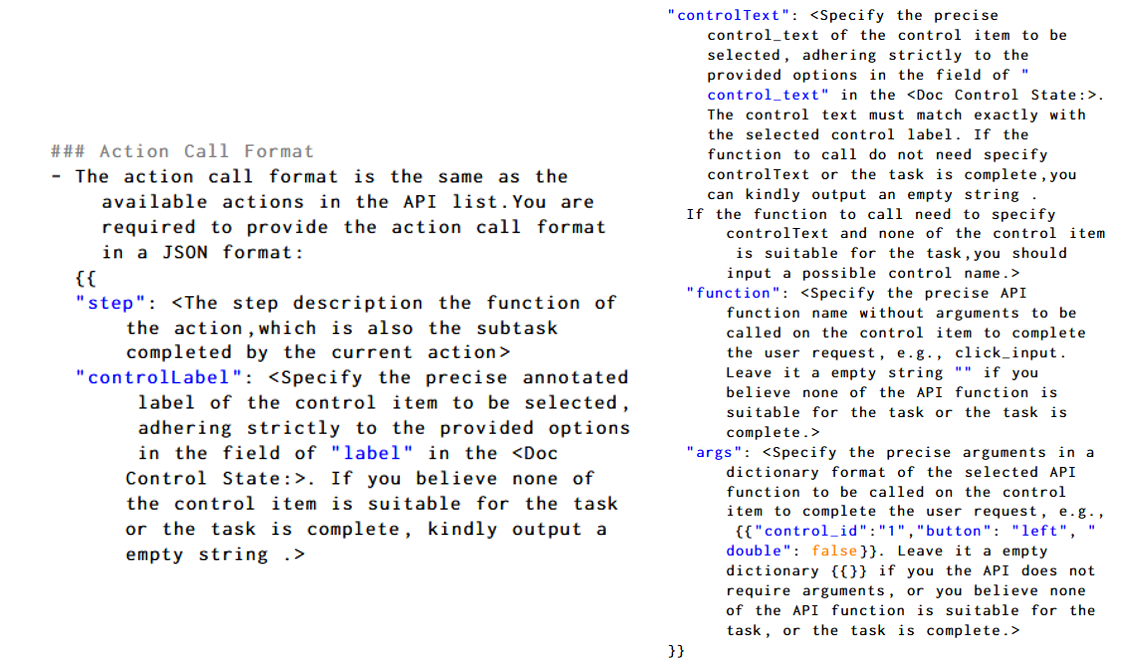 ### Action Call Format
- The action call format is the same as the
available actions in the API list.You are
required to provide the action call format
in a JSON format:
{{
"step": <The step description the function of
the action,which is also the subtask
completed by the current action>
"controlLabel": <Specify the precise annotated
label of the control item to be selected,
adhering strictly to the provided options
in the field of "label" in the <Doc
Control State:>. If you believe none of
the control item is suitable for the task
or the task is complete, kindly output a
empty string .>
"controlText": <Specify the precise
control_text of the control item to be
selected, adhering strictly to the
provided options in the field of "
control_text" in the <Doc Control State:>.
The control text must match exactly with
the selected control label. If the
function to call do not need specify
controlText or the task is complete,you
can kindly output an empty string .
If the function to call need to specify
controlText and none of the control item
is suitable for the task,you should
input a possible control name.>
"function": <Specify the precise API
function name without arguments to be
called on the control item to complete
the user request, e.g., click_input.
Leave it a empty string "" if you
believe none of the API function is
suitable for the task or the task is
complete.>
"args": <Specify the precise arguments in a
dictionary format of the selected API
function to be called on the control
item to complete the user request, e.g.,
{{"control_id":"1","button": "left", "
double": false}}. Leave it a empty
dictionary {{}} if you the API does not
require arguments, or you believe none
of the API function is suitable for the
task, or the task is complete.>
}}